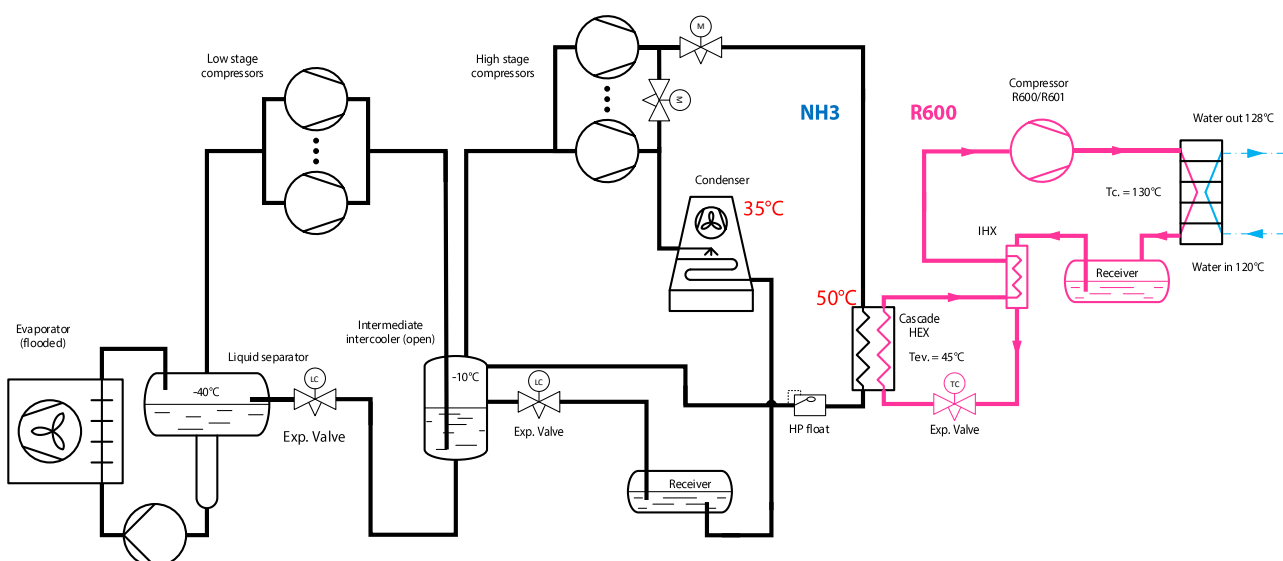 Low stage
compressors
High stage
compressors
M
M
NH3
R600
Compressor
R600/R601
Water out 128°C
Tc. = 130°C
Water in 120°C
Condenser
35°C
IHX
Receiver
50°C
Cascade
HEX
Tev. = 45°C
Evaporator
(flooded)
Liquid separator
-40°C
LC
Exp. Valve
Intermediate
intercooler (open)
-10°C
LC
Exp. Valve
HP float
TC
Exp. Valve
Receiver